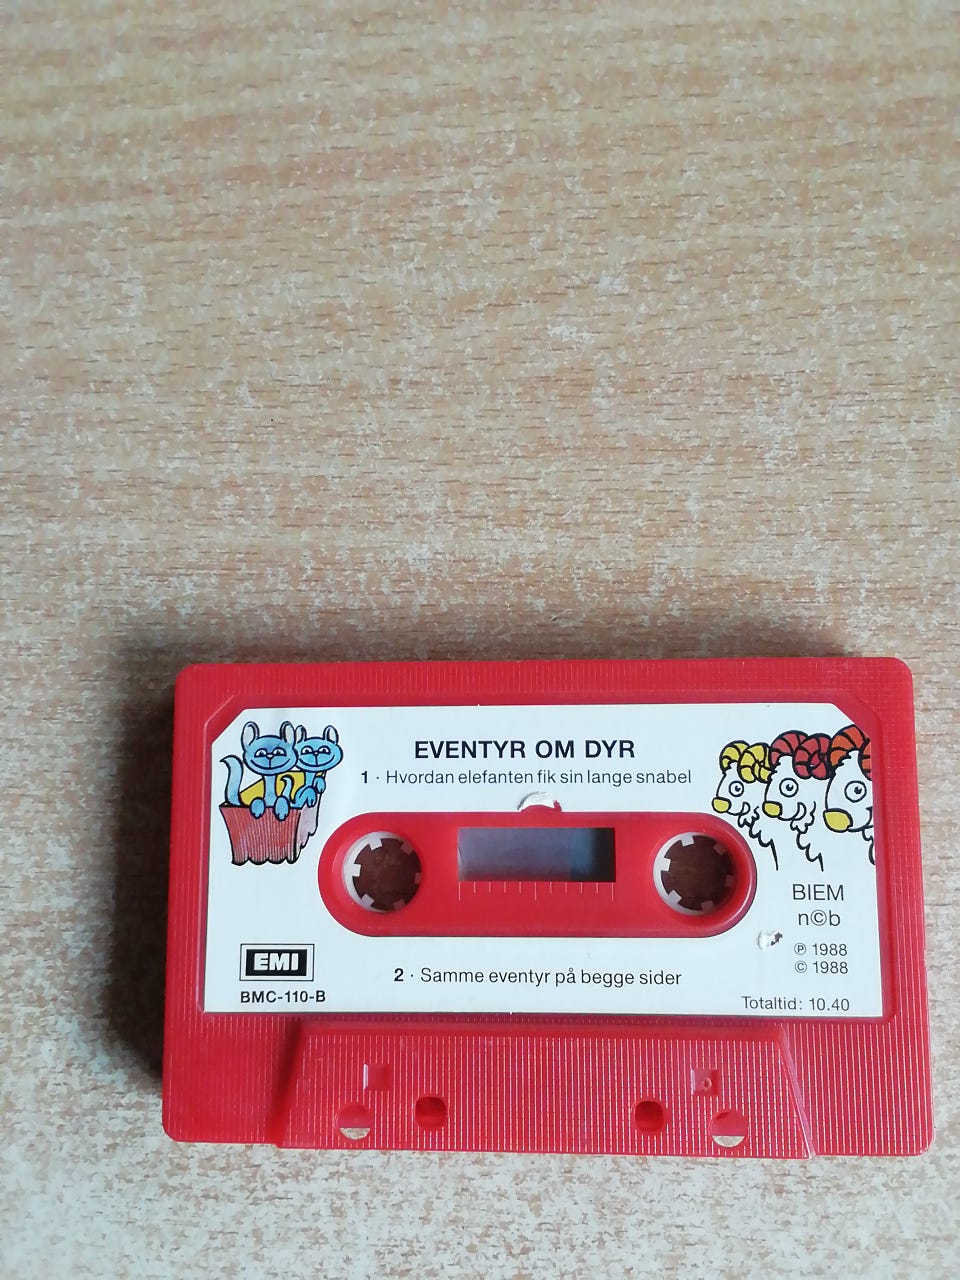 EVENTYR OM DYR
1 · Hvordan elefanten fik sin lange snabel
BIEM
n©b
℗ 1988
© 1988
EMI
BMC-110-B
2 · Samme eventyr på begge sider
Totaltid: 10.40